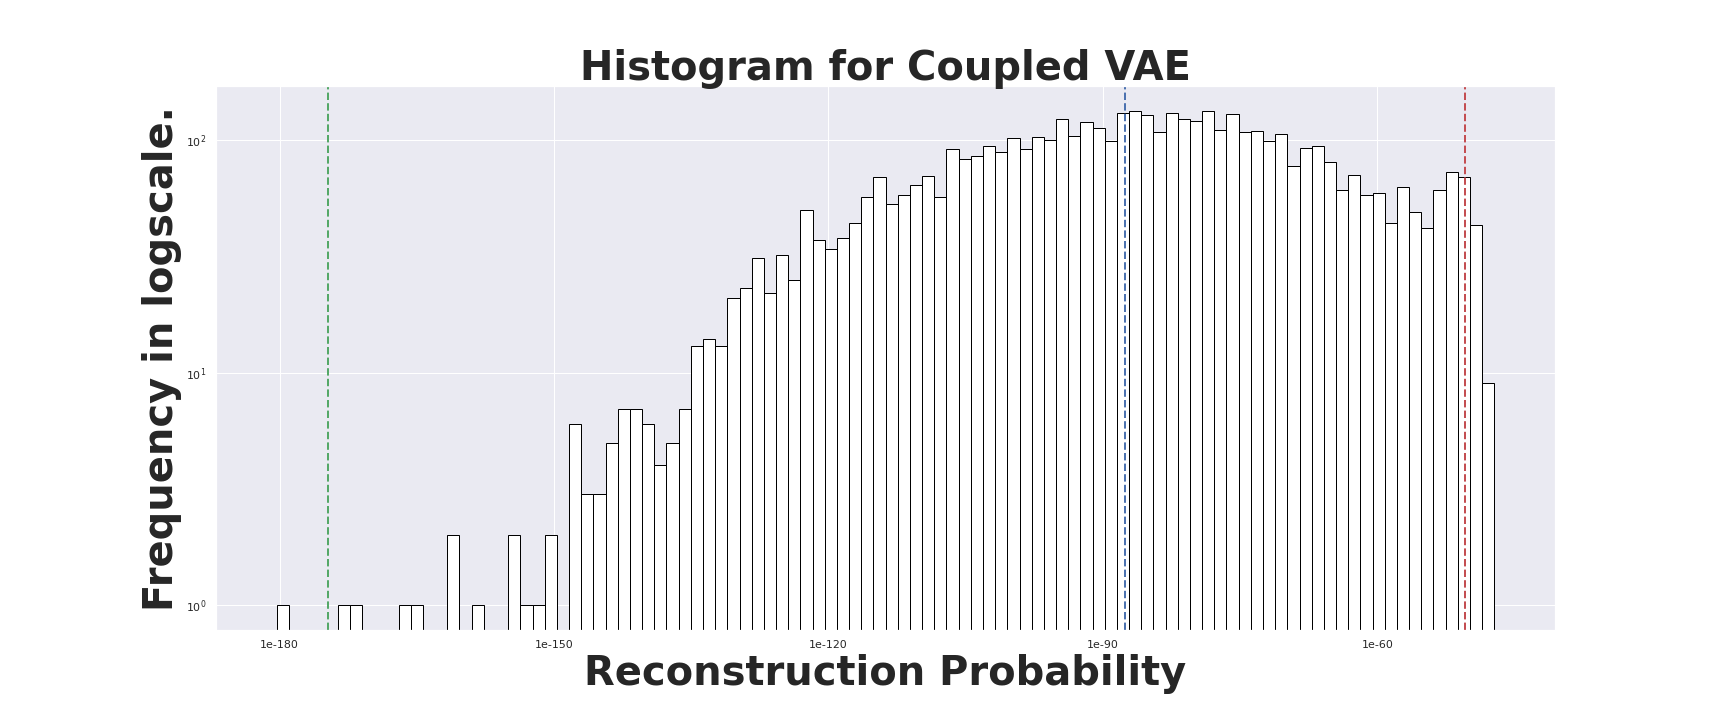 Histogram for Coupled VAE
Frequency in logscale.
10²
10¹
10⁰
1e-180 1e-150 1e-120 1e-90 1e-60
Reconstruction Probability